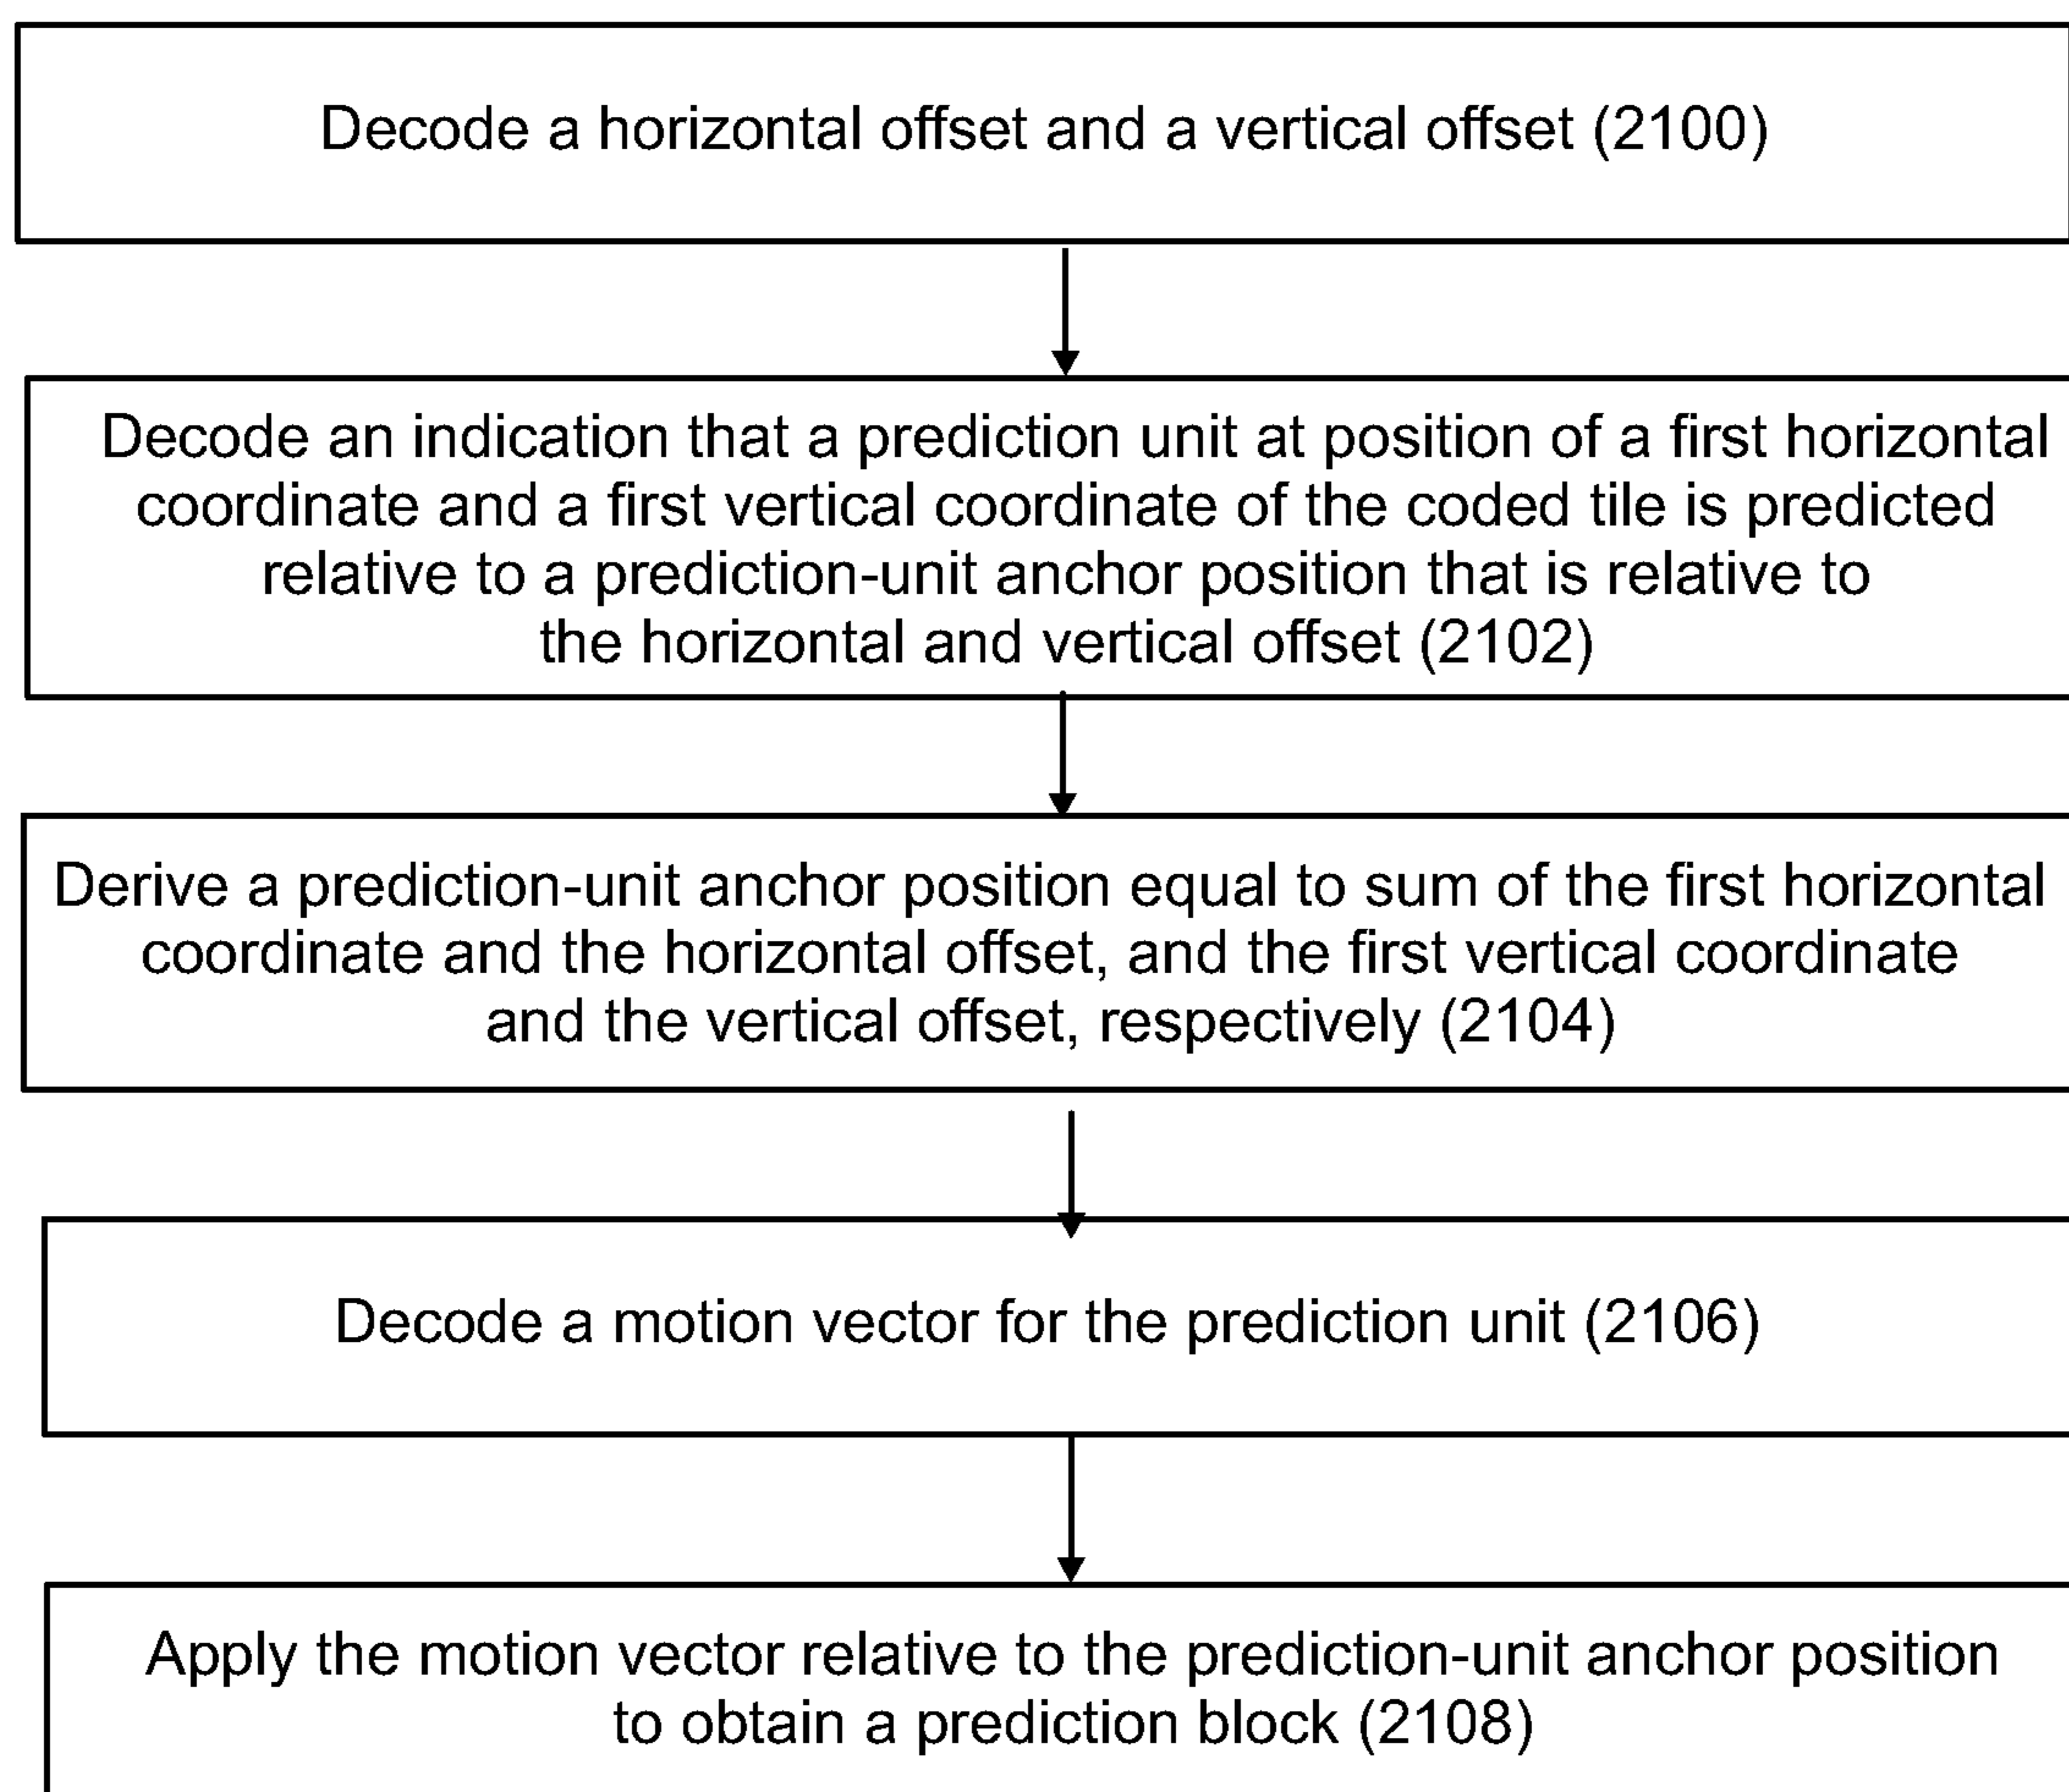 Decode a horizontal offset and a vertical offset (2100)
Decode an indication that a prediction unit at position of a first horizontal
coordinate and a first vertical coordinate of the coded tile is predicted
relative to a prediction-unit anchor position that is relative to
the horizontal and vertical offset (2102)
Derive a prediction-unit anchor position equal to sum of the first horizontal
coordinate and the horizontal offset, and the first vertical coordinate
and the vertical offset, respectively (2104)
Decode a motion vector for the prediction unit (2106)
Apply the motion vector relative to the prediction-unit anchor position
to obtain a prediction block (2108)